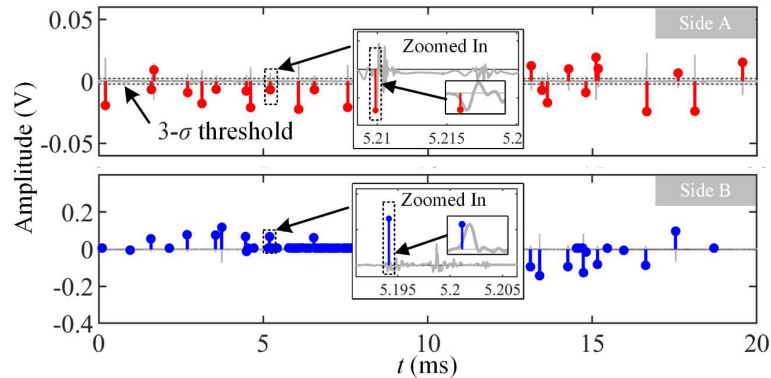 0.05
Side A
Zoomed In
0
3-σ threshold
5.21 5.215 5.2
-0.05
Amplitude (V)
Side B
0.2
Zoomed In
0
-0.2
5.195 5.2 5.205
-0.4
0 5 10 15 20
t (ms)